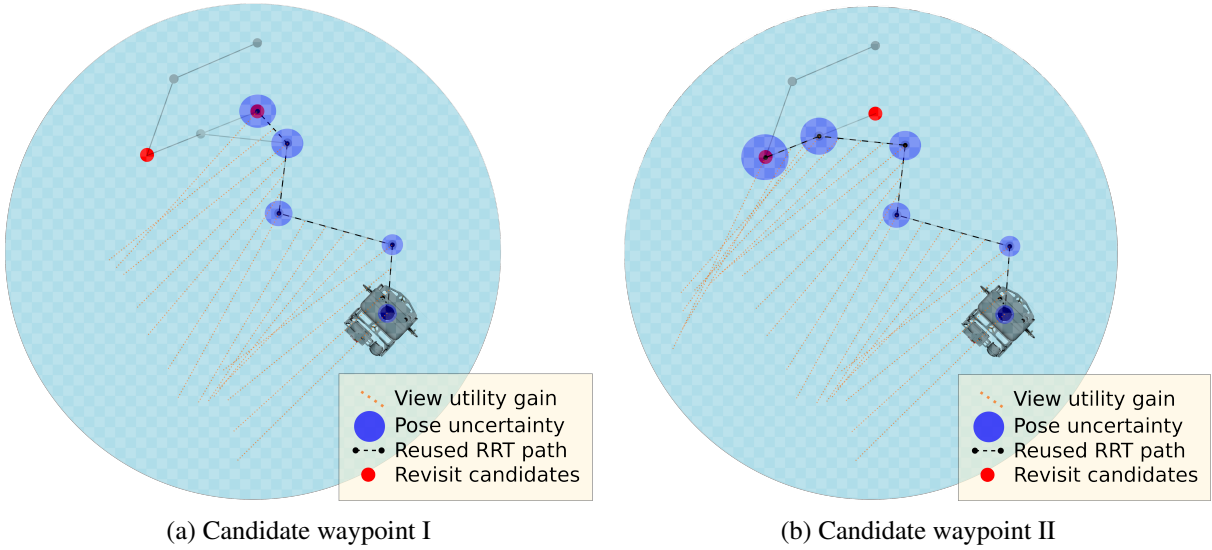 View utility gain
Pose uncertainty
Reused RRT path
Revisit candidates
(a) Candidate waypoint I
View utility gain
Pose uncertainty
Reused RRT path
Revisit candidates
(b) Candidate waypoint II